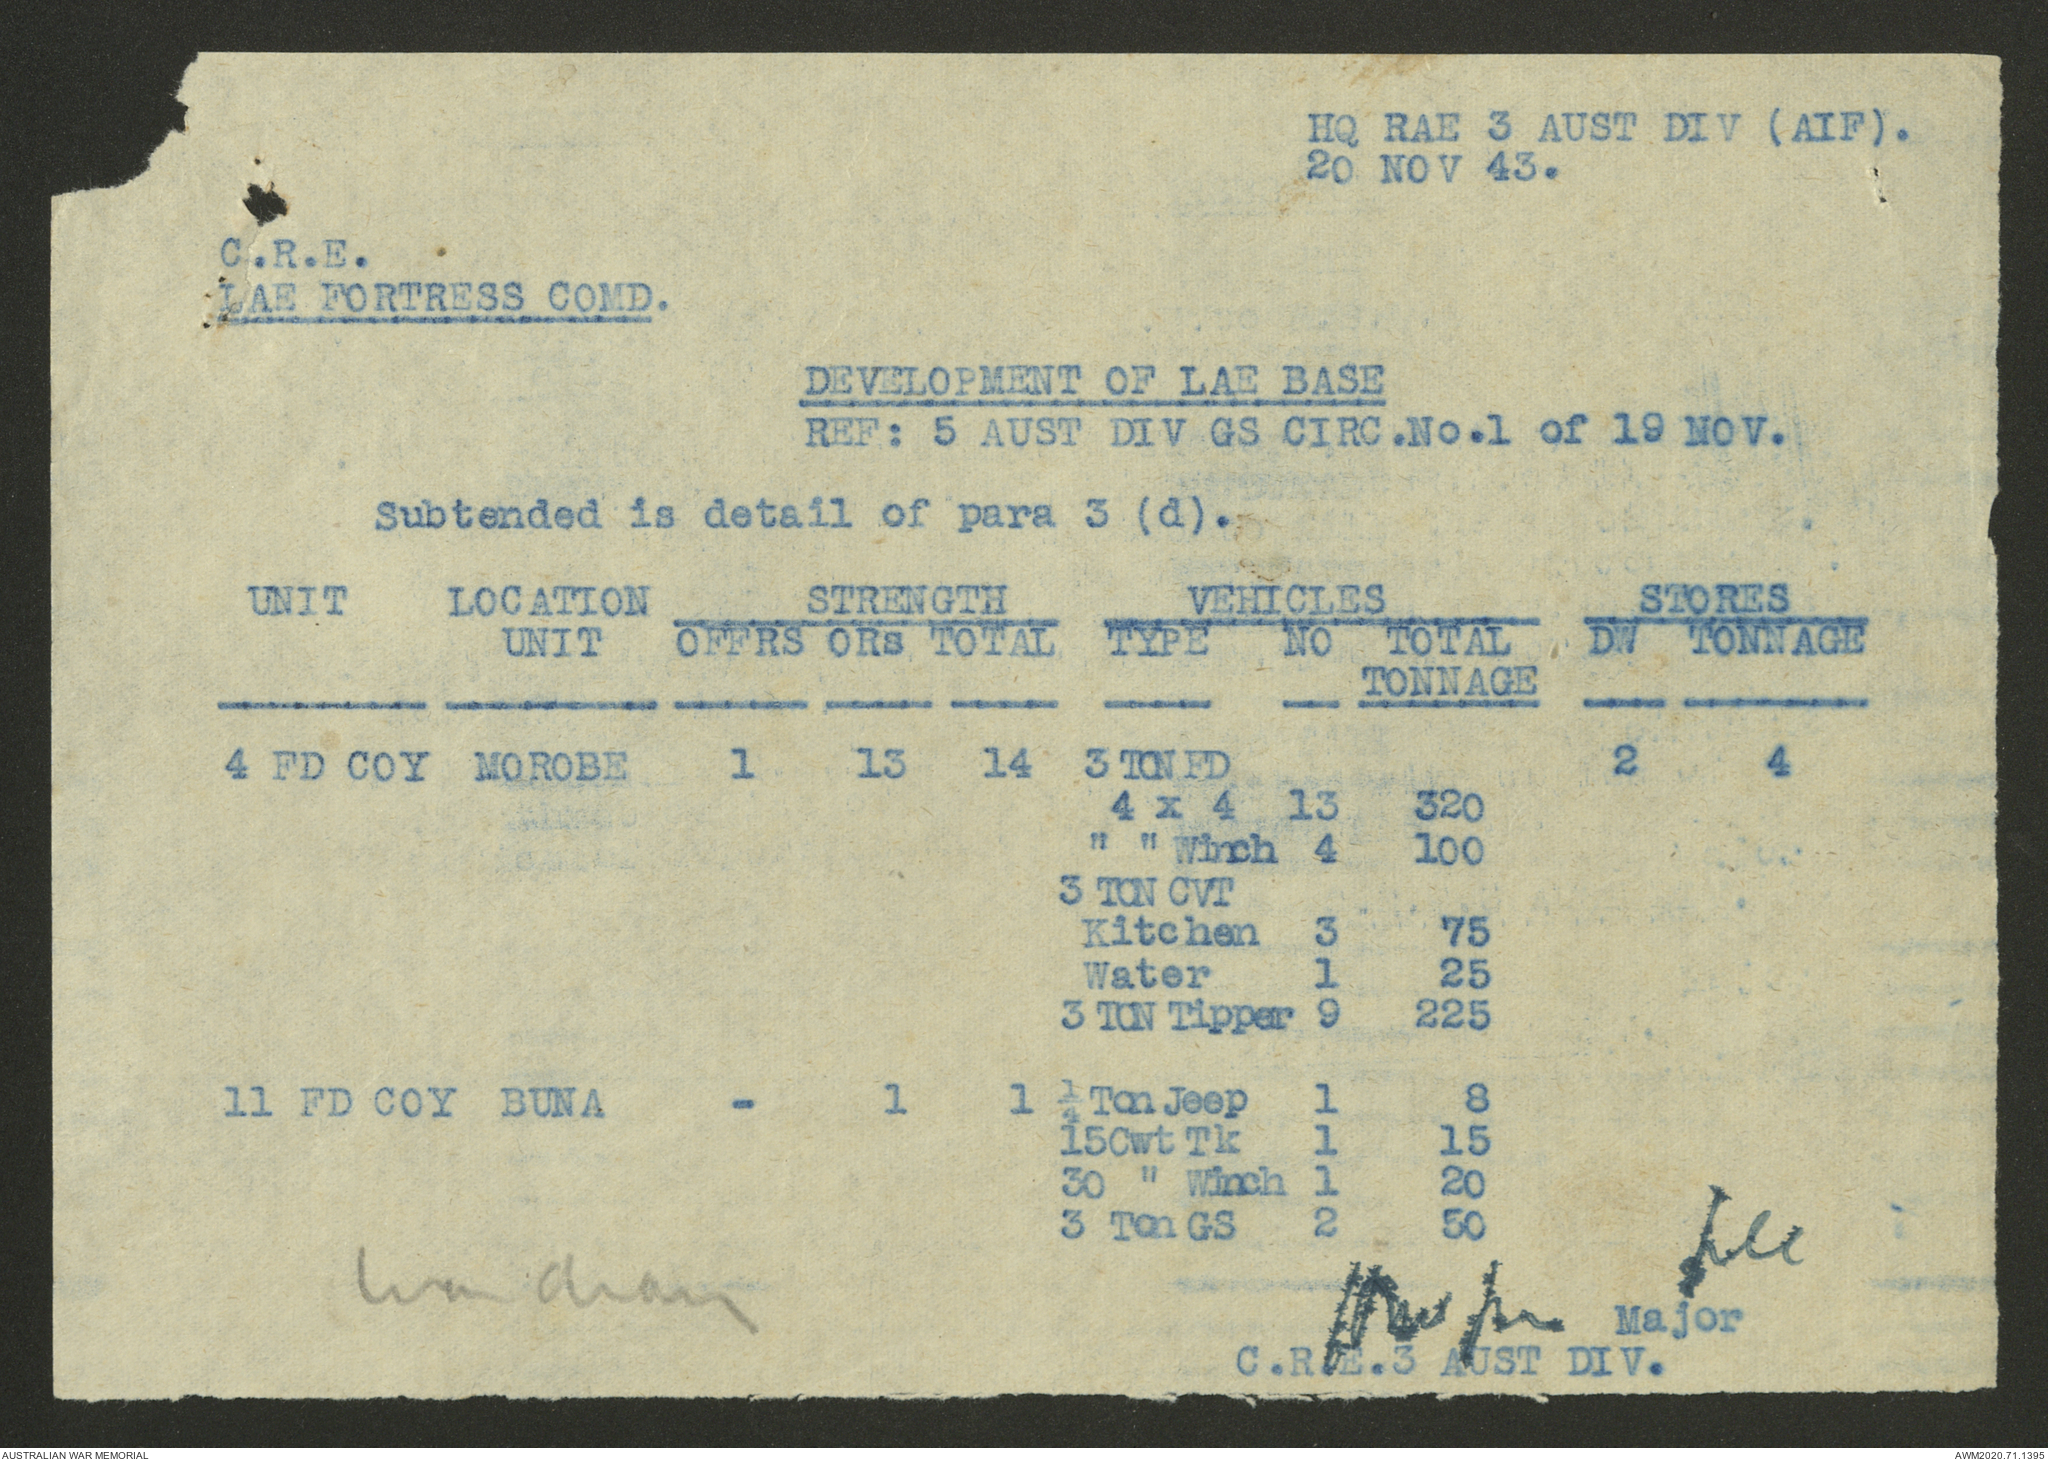 HQ RAE 3 AUST DIV (AIF).
20 NOV 43.
C.R.E.
LAE FORTRESS COMD.
DEVELOPMENT OF LAE BASE
REF: 5 AUST DIV GS CIRC.No.1 of 19 NOV.
Subtended is detail of para 3 (d).
UNIT LOCATION STRENGTH VEHICLES STORES
UNIT OFFRS ORs TOTAL TYPE NO TOTAL DW TONNAGE
TONNAGE
4 FD COY MOROBE 1 13 14 3 TON FD 2 4
4 x 4 13 320
" " Winch 4 100
3 TON CVT
Kitchen 3 75
Water 1 25
3 TON Tipper 9 225
11 FD COY BUNA - 1 1 ¼ Ton Jeep 1 8
15Cwt Tk 1 15
30 " Winch 1 20
3 Ton GS 2 50
Major
C.R.E.3 AUST DIV.
AUSTRALIAN WAR MEMORIAL
AWM2020.71.1395